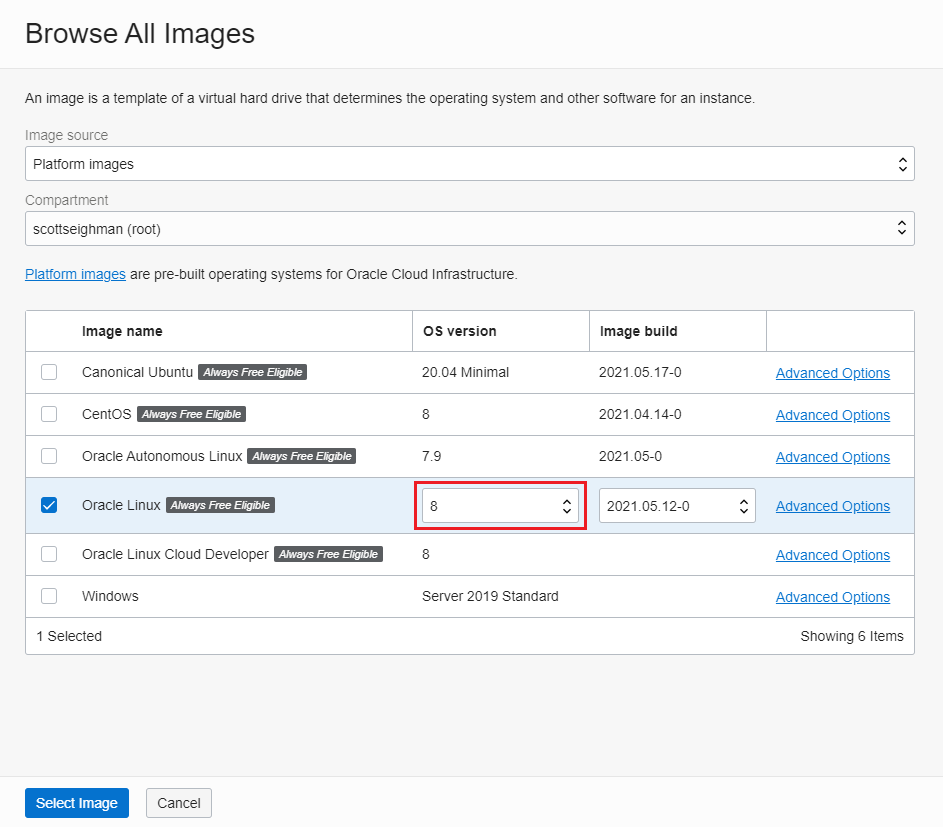 Browse All Images
An image is a template of a virtual hard drive that determines the operating system and other software for an instance.
Image source
Platform images
Compartment
scottseighman (root)
Platform images are pre-built operating systems for Oracle Cloud Infrastructure.
Image name OS version Image build
Canonical Ubuntu Always Free Eligible 20.04 Minimal 2021.05.17-0 Advanced Options
CentOS Always Free Eligible 8 2021.04.14-0 Advanced Options
Oracle Autonomous Linux Always Free Eligible 7.9 2021.05-0 Advanced Options
Oracle Linux Always Free Eligible 8 2021.05.12-0 Advanced Options
Oracle Linux Cloud Developer Always Free Eligible 8 Advanced Options
Windows Server 2019 Standard Advanced Options
1 Selected Showing 6 Items
Select Image Cancel